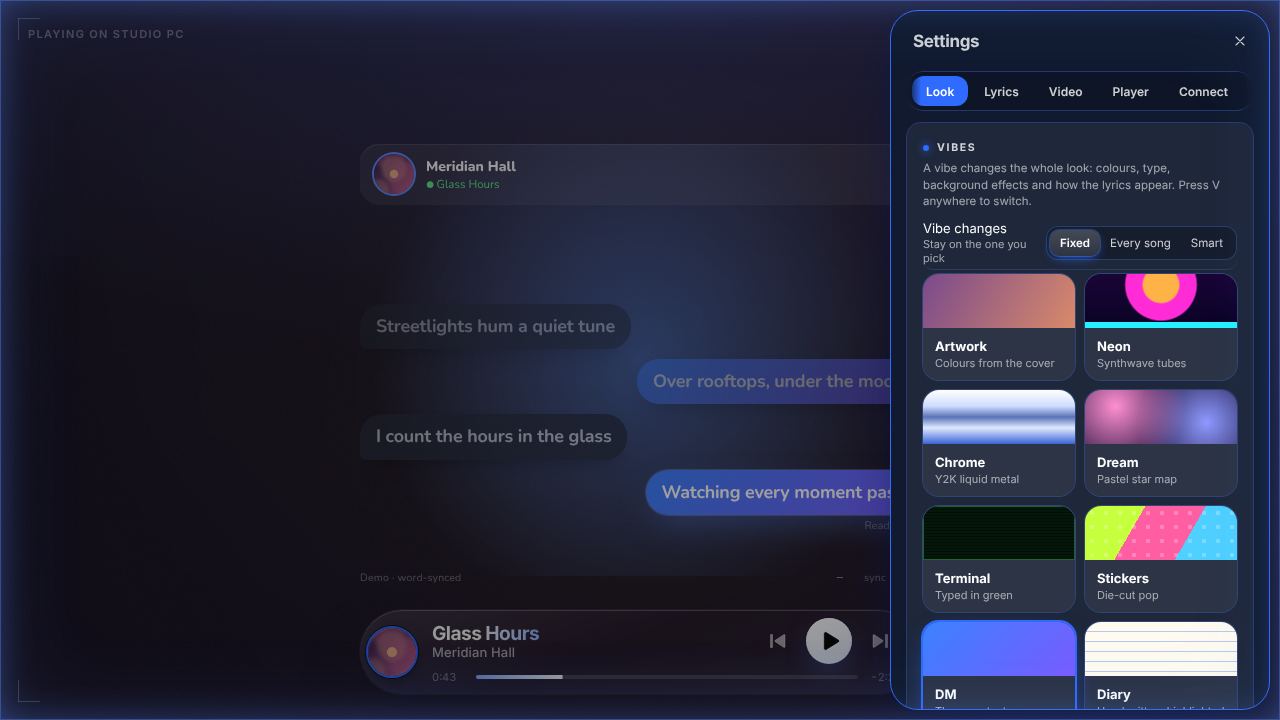 PLAYING ON STUDIO PC
Meridian Hall
Glass Hours
Streetlights hum a quiet tune
Over rooftops, under the
I count the hours in the glass
Watching every moment
Read
Demo · word-synced
– sync
Glass Hours
Meridian Hall
0:43
Settings
Look Lyrics Video Player Connect
VIBES
A vibe changes the whole look: colours, type,
background effects and how the lyrics appear. Press V
anywhere to switch.
Vibe changes
Stay on the one you
pick
Fixed Every song Smart
Artwork
Colours from the cover
Neon
Synthwave tubes
Chrome
Y2K liquid metal
Dream
Pastel star map
Terminal
Typed in green
Stickers
Die-cut pop
DM
Diary